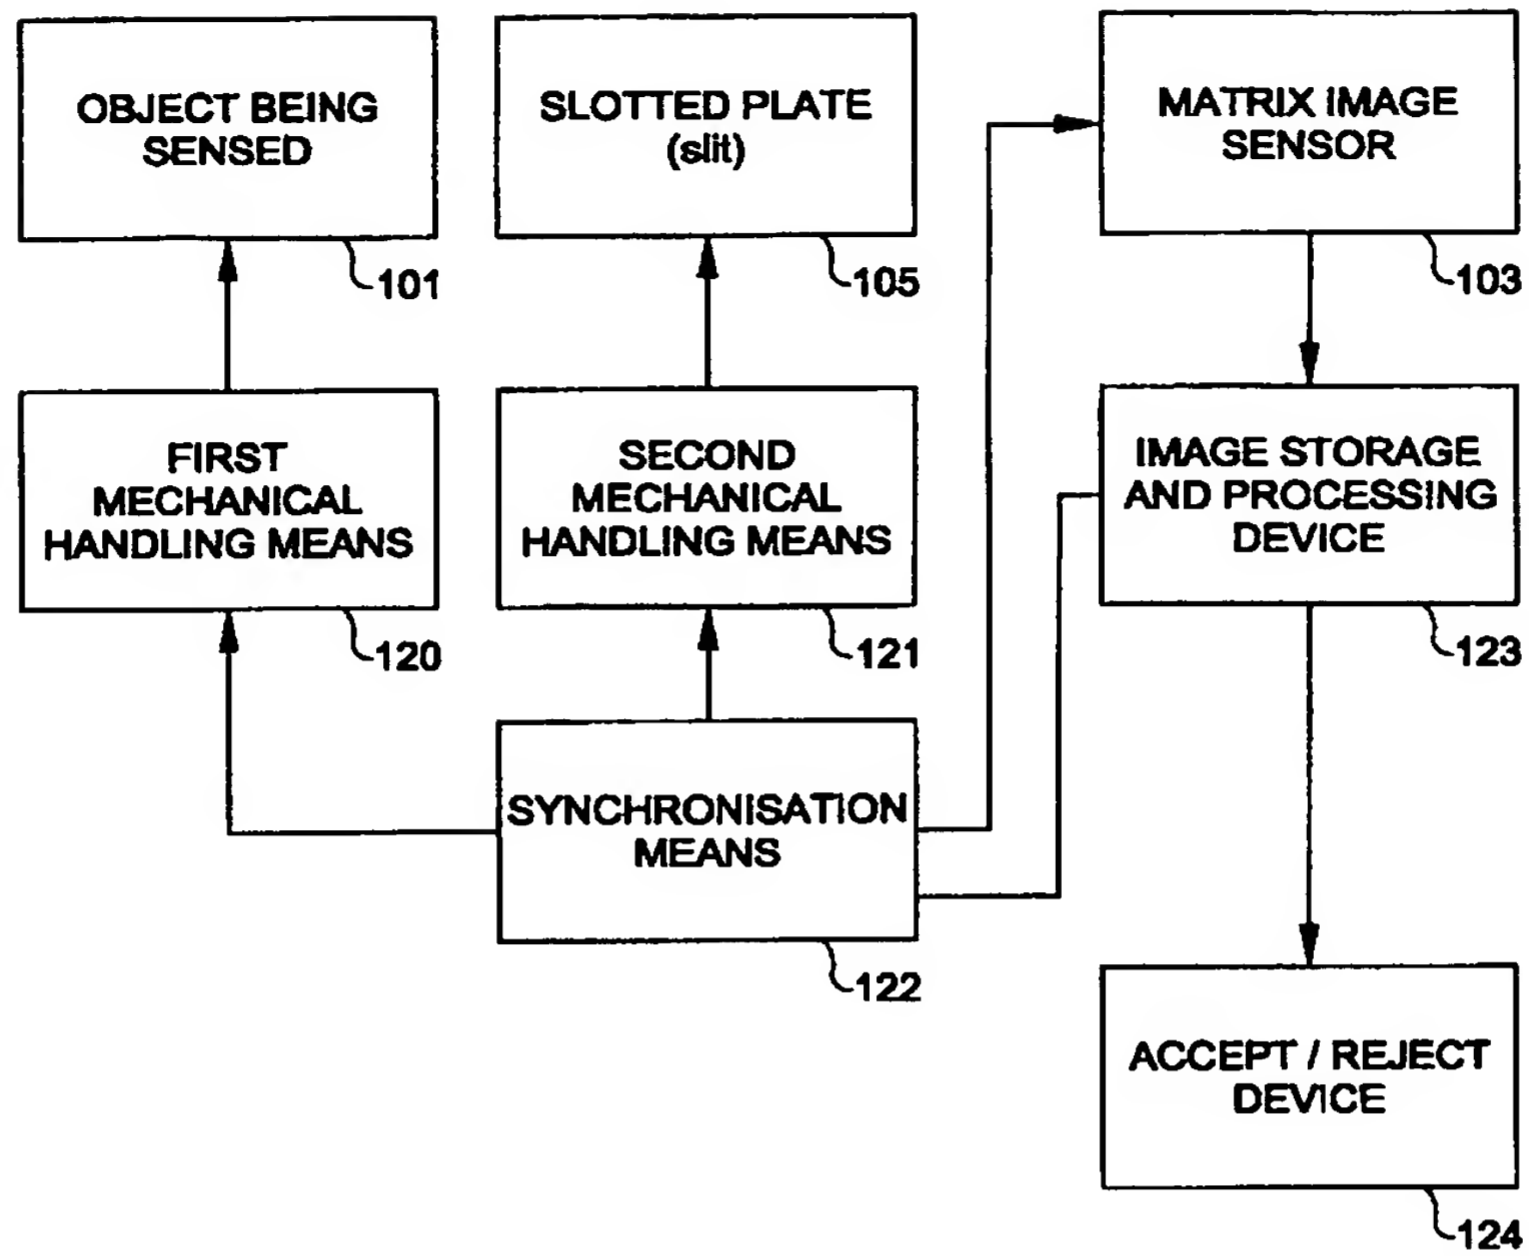 OBJECT BEING
SENSED
101
SLOTTED PLATE
(slit)
105
MATRIX IMAGE
SENSOR
103
FIRST
MECHANICAL
HANDLING MEANS
120
SECOND
MECHANICAL
HANDLING MEANS
121
IMAGE STORAGE
AND PROCESSING
DEVICE
123
SYNCHRONISATION
MEANS
122
ACCEPT / REJECT
DEVICE
124